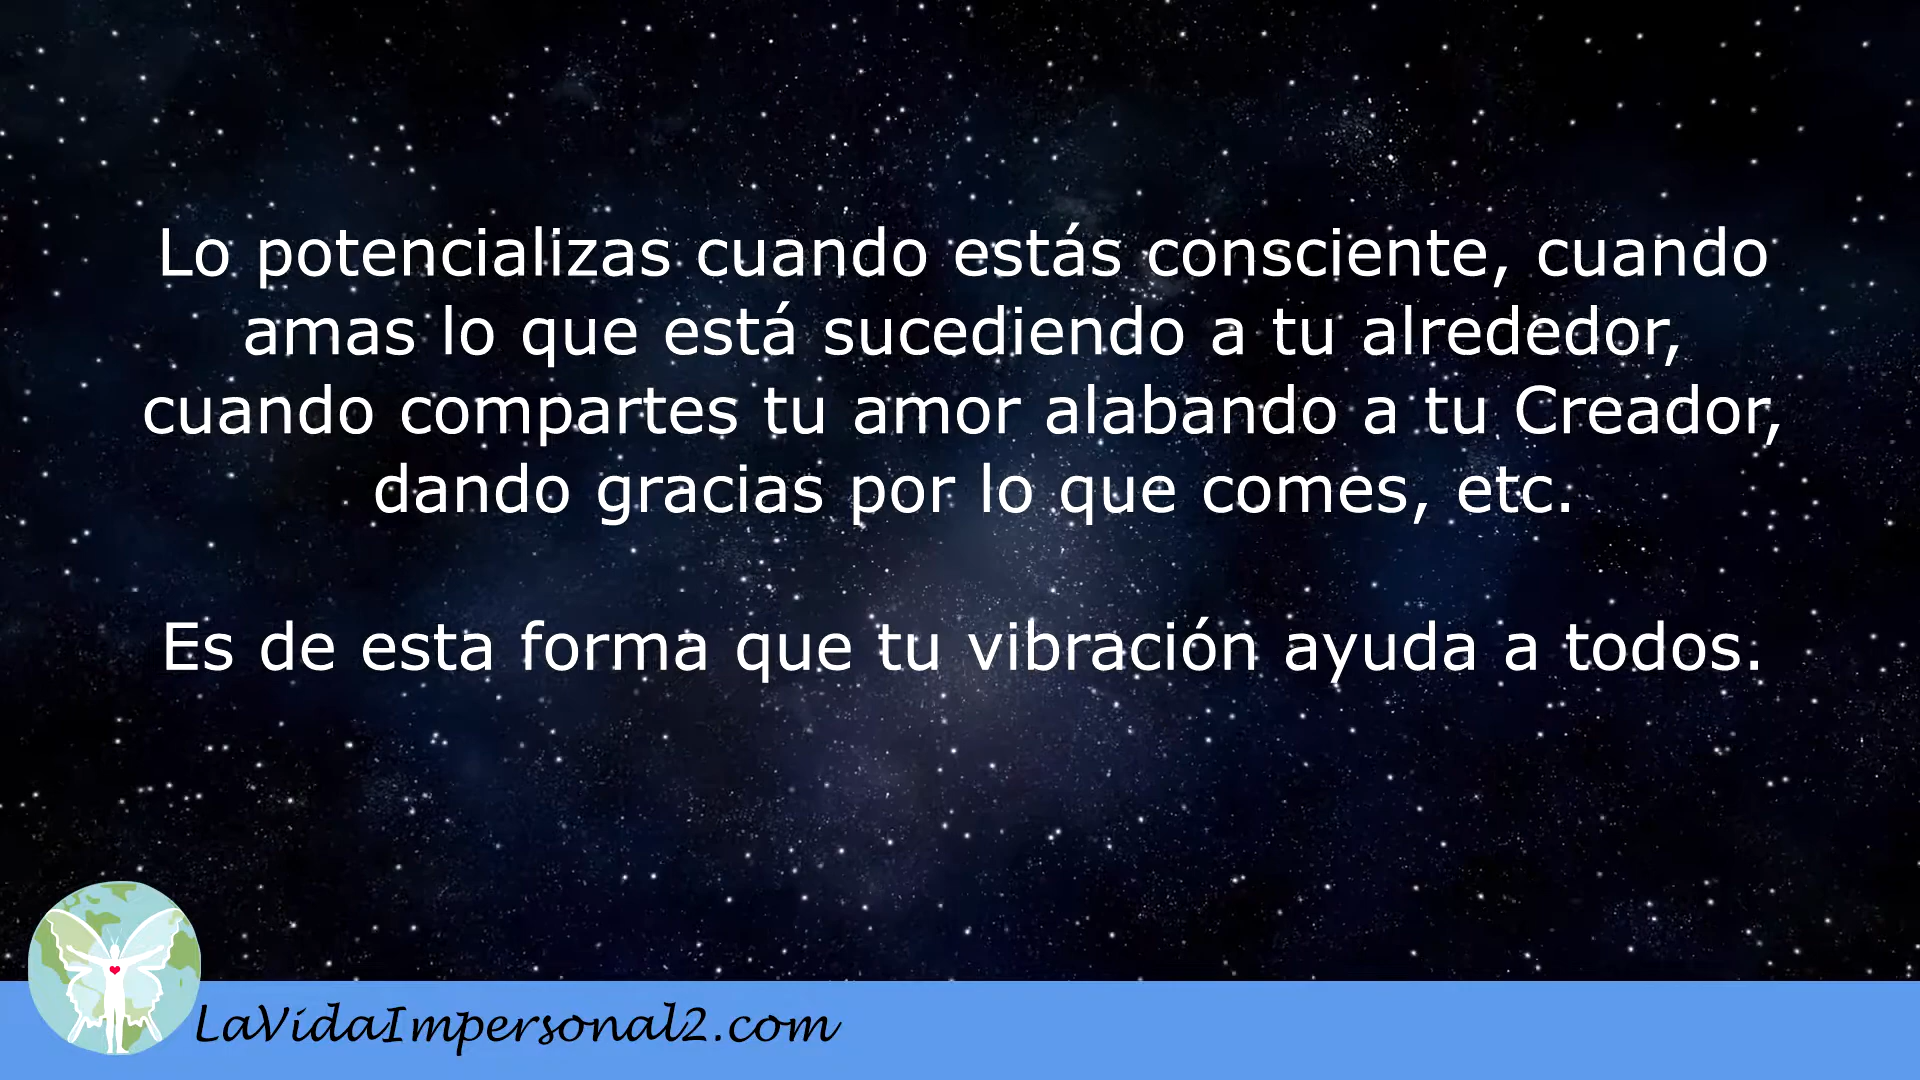 Lo potencializas cuando estás consciente, cuando
amas lo que está sucediendo a tu alrededor,
cuando compartes tu amor alabando a tu Creador,
dando gracias por lo que comes, etc.
Es de esta forma que tu vibración ayuda a todos.
LaVidaImpersonal2.com